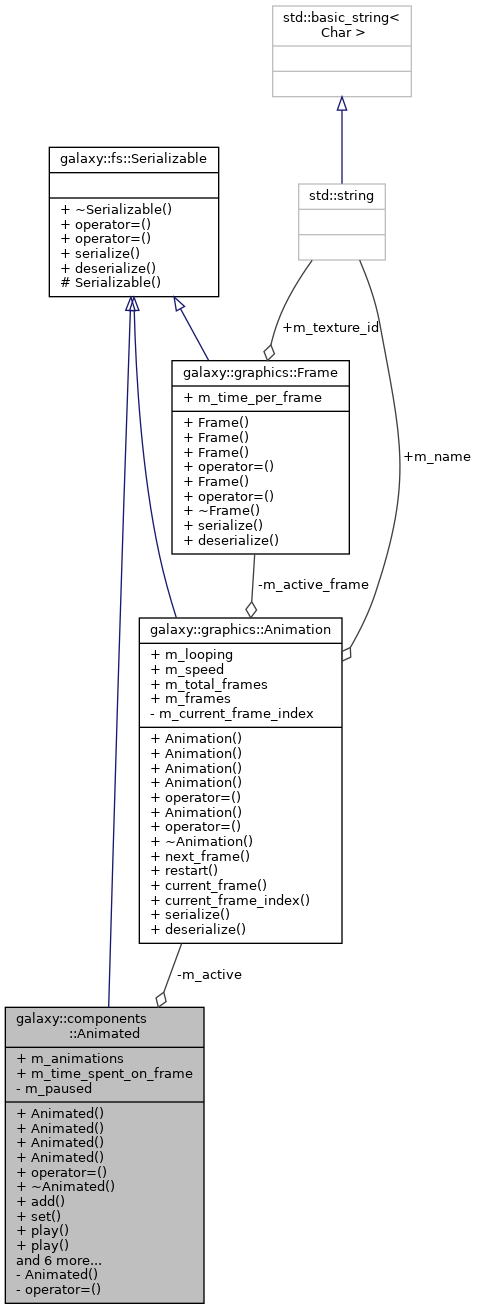 std::basic_string<
Char >
galaxy::fs::Serializable
+ ~Serializable()
+ operator=()
+ operator=()
+ serialize()
+ deserialize()
# Serializable()
std::string
+m_texture_id
+m_name
galaxy::graphics::Frame
+ m_time_per_frame
+ Frame()
+ Frame()
+ Frame()
+ operator=()
+ Frame()
+ operator=()
+ ~Frame()
+ serialize()
+ deserialize()
-m_active_frame
galaxy::graphics::Animation
+ m_looping
+ m_speed
+ m_total_frames
+ m_frames
- m_current_frame_index
+ Animation()
+ Animation()
+ Animation()
+ Animation()
+ operator=()
+ Animation()
+ operator=()
+ ~Animation()
+ next_frame()
+ restart()
+ current_frame()
+ current_frame_index()
+ serialize()
+ deserialize()
-m_active
galaxy::components
::Animated
+ m_animations
+ m_time_spent_on_frame
- m_paused
+ Animated()
+ Animated()
+ Animated()
+ Animated()
+ operator=()
+ ~Animated()
+ add()
+ set()
+ play()
+ play()
and 6 more...
- Animated()
- operator=()